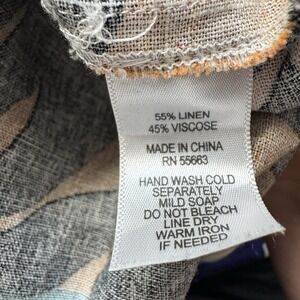 55% LINEN
45% VISCOSE
MADE IN CHINA
RN 55663
HAND WASH COLD
SEPARATELY
MILD SOAP
DO NOT BLEACH
LINE DRY
WARM IRON
IF NEEDED